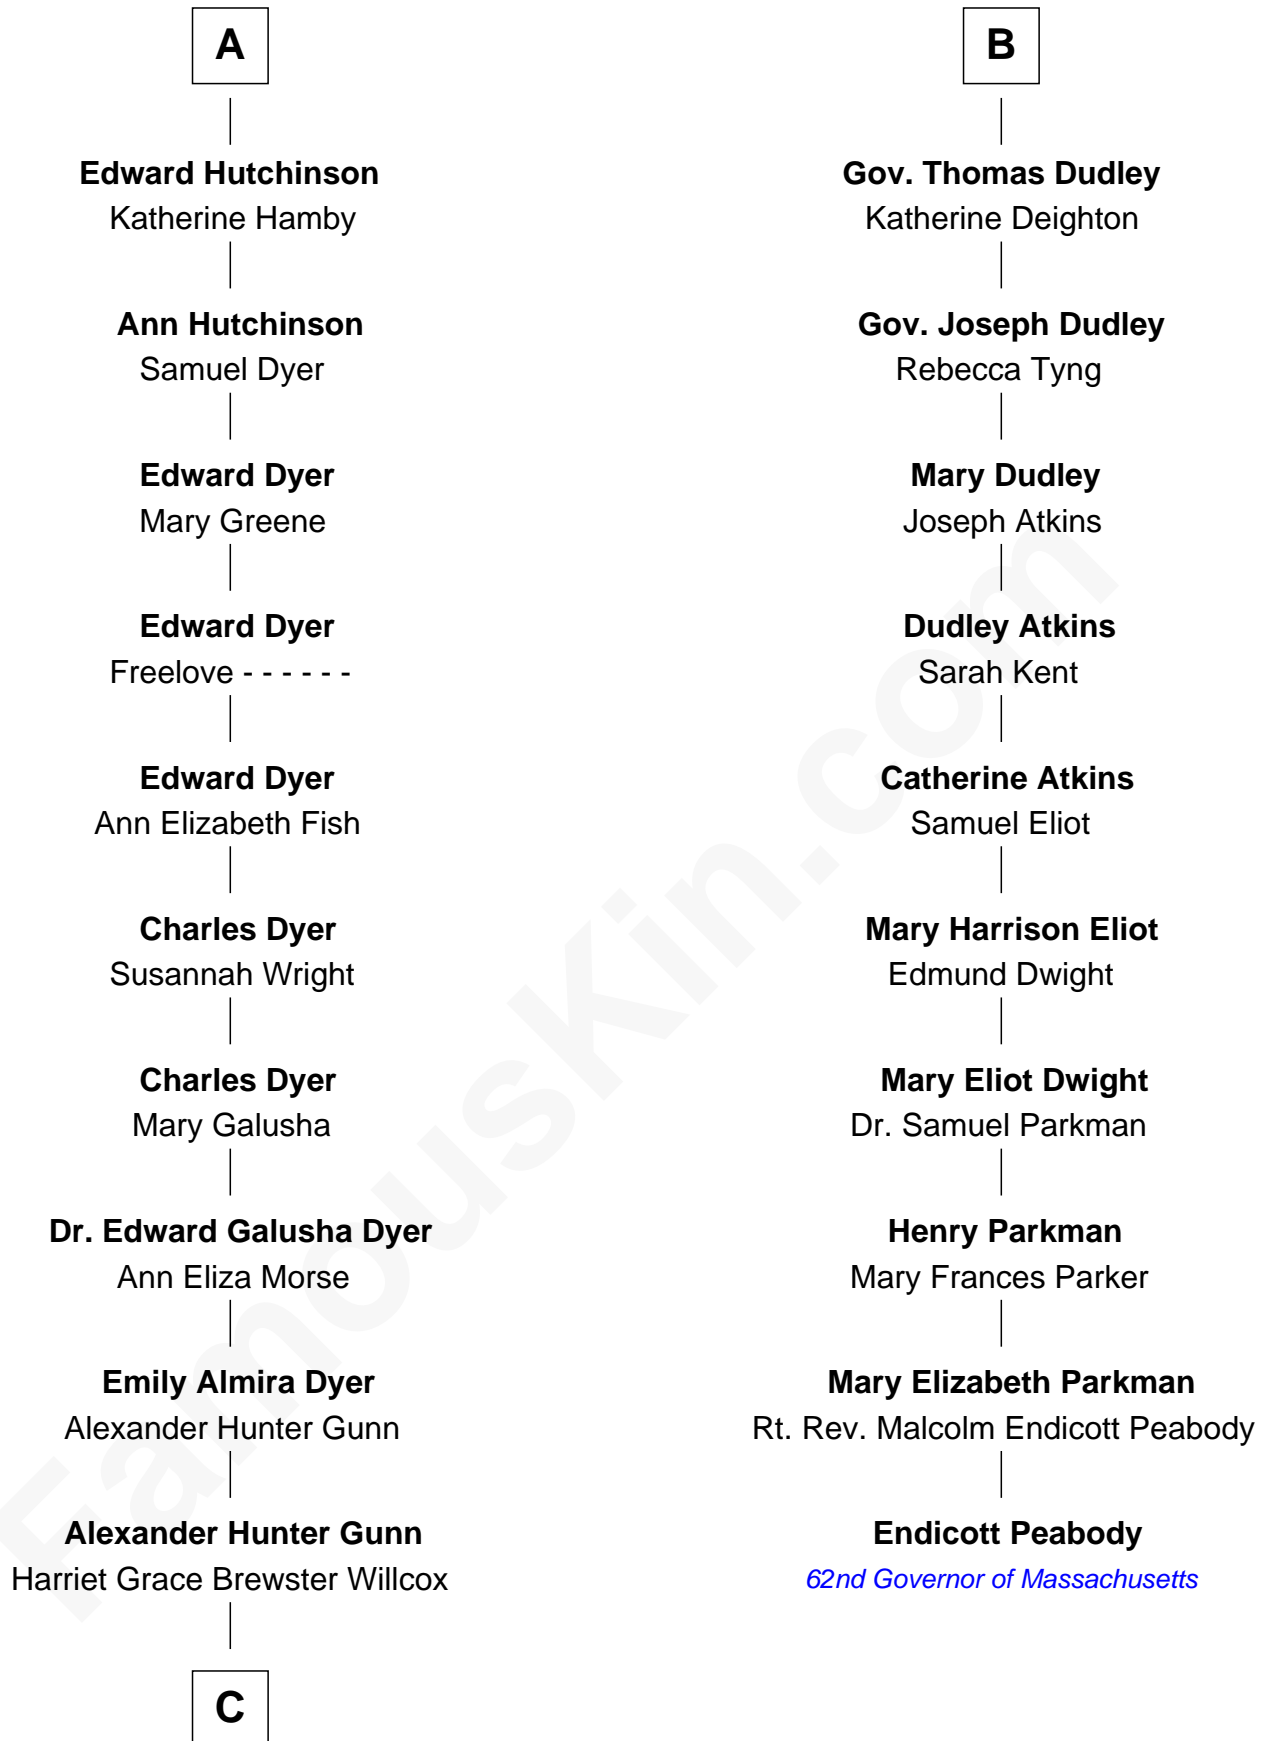 A
Edward Hutchinson
Katherine Hamby
Ann Hutchinson
Samuel Dyer
Edward Dyer
Mary Greene
Edward Dyer
Freelove - - - - - -
Edward Dyer
Ann Elizabeth Fish
Charles Dyer
Susannah Wright
Charles Dyer
Mary Galusha
Dr. Edward Galusha Dyer
Ann Eliza Morse
Emily Almira Dyer
Alexander Hunter Gunn
Alexander Hunter Gunn
Harriet Grace Brewster Willcox
C
B
Gov. Thomas Dudley
Katherine Deighton
Gov. Joseph Dudley
Rebecca Tyng
Mary Dudley
Joseph Atkins
Dudley Atkins
Sarah Kent
Catherine Atkins
Samuel Eliot
Mary Harrison Eliot
Edmund Dwight
Mary Eliot Dwight
Dr. Samuel Parkman
Henry Parkman
Mary Frances Parker
Mary Elizabeth Parkman
Rt. Rev. Malcolm Endicott Peabody
Endicott Peabody
62nd Governor of Massachusetts
FamousKin.com